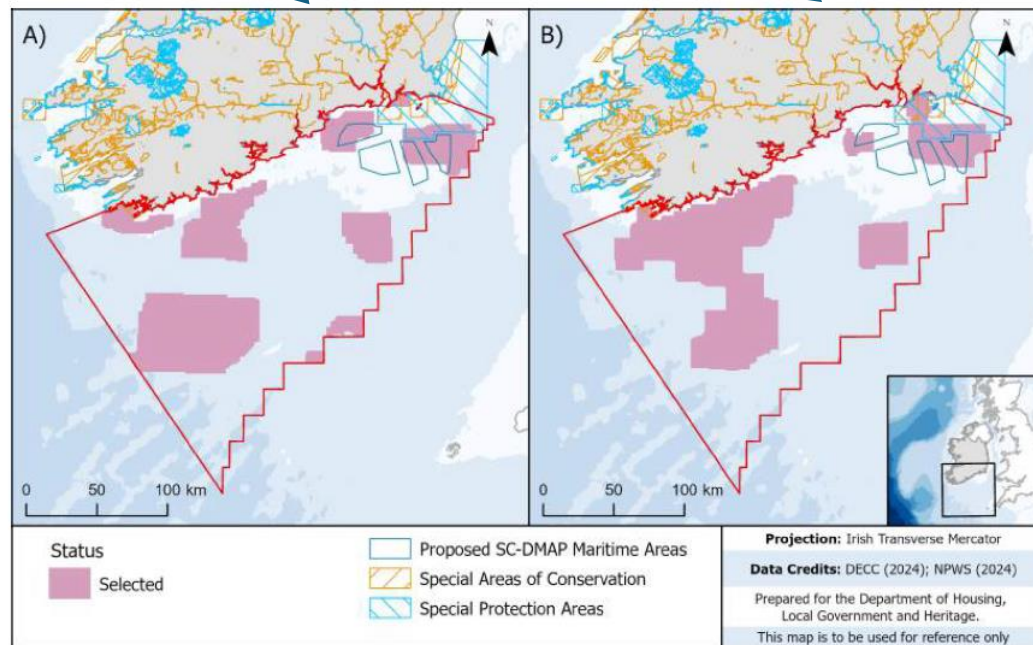 A)
N
0 50 100 km
B)
N
0 50 100 km
Status
Selected
Proposed SC-DMAP Maritime Areas
Special Areas of Conservation
Special Protection Areas
Projection: Irish Transverse Mercator
Data Credits: DECC (2024); NPWS (2024)
Prepared for the Department of Housing,
Local Government and Heritage.
This map is to be used for reference only